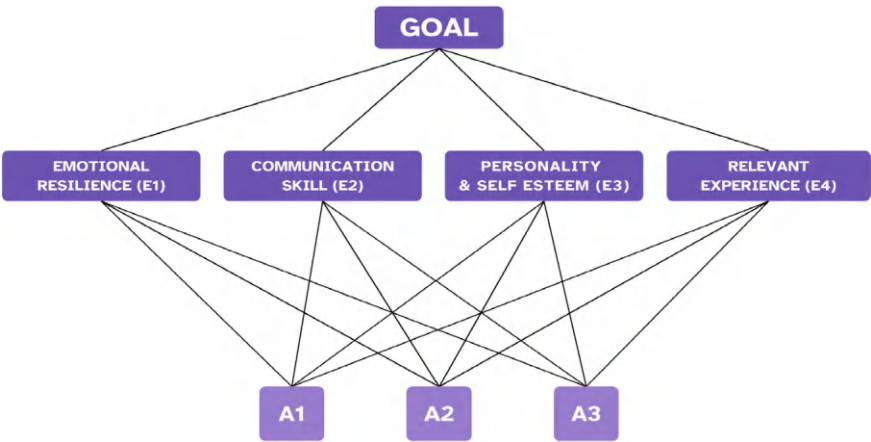 GOAL
EMOTIONAL
RESILIENCE (E1)
COMMUNICATION
SKILL (E2)
PERSONALITY
& SELF ESTEEM (E3)
RELEVANT
EXPERIENCE (E4)
A1
A2
A3